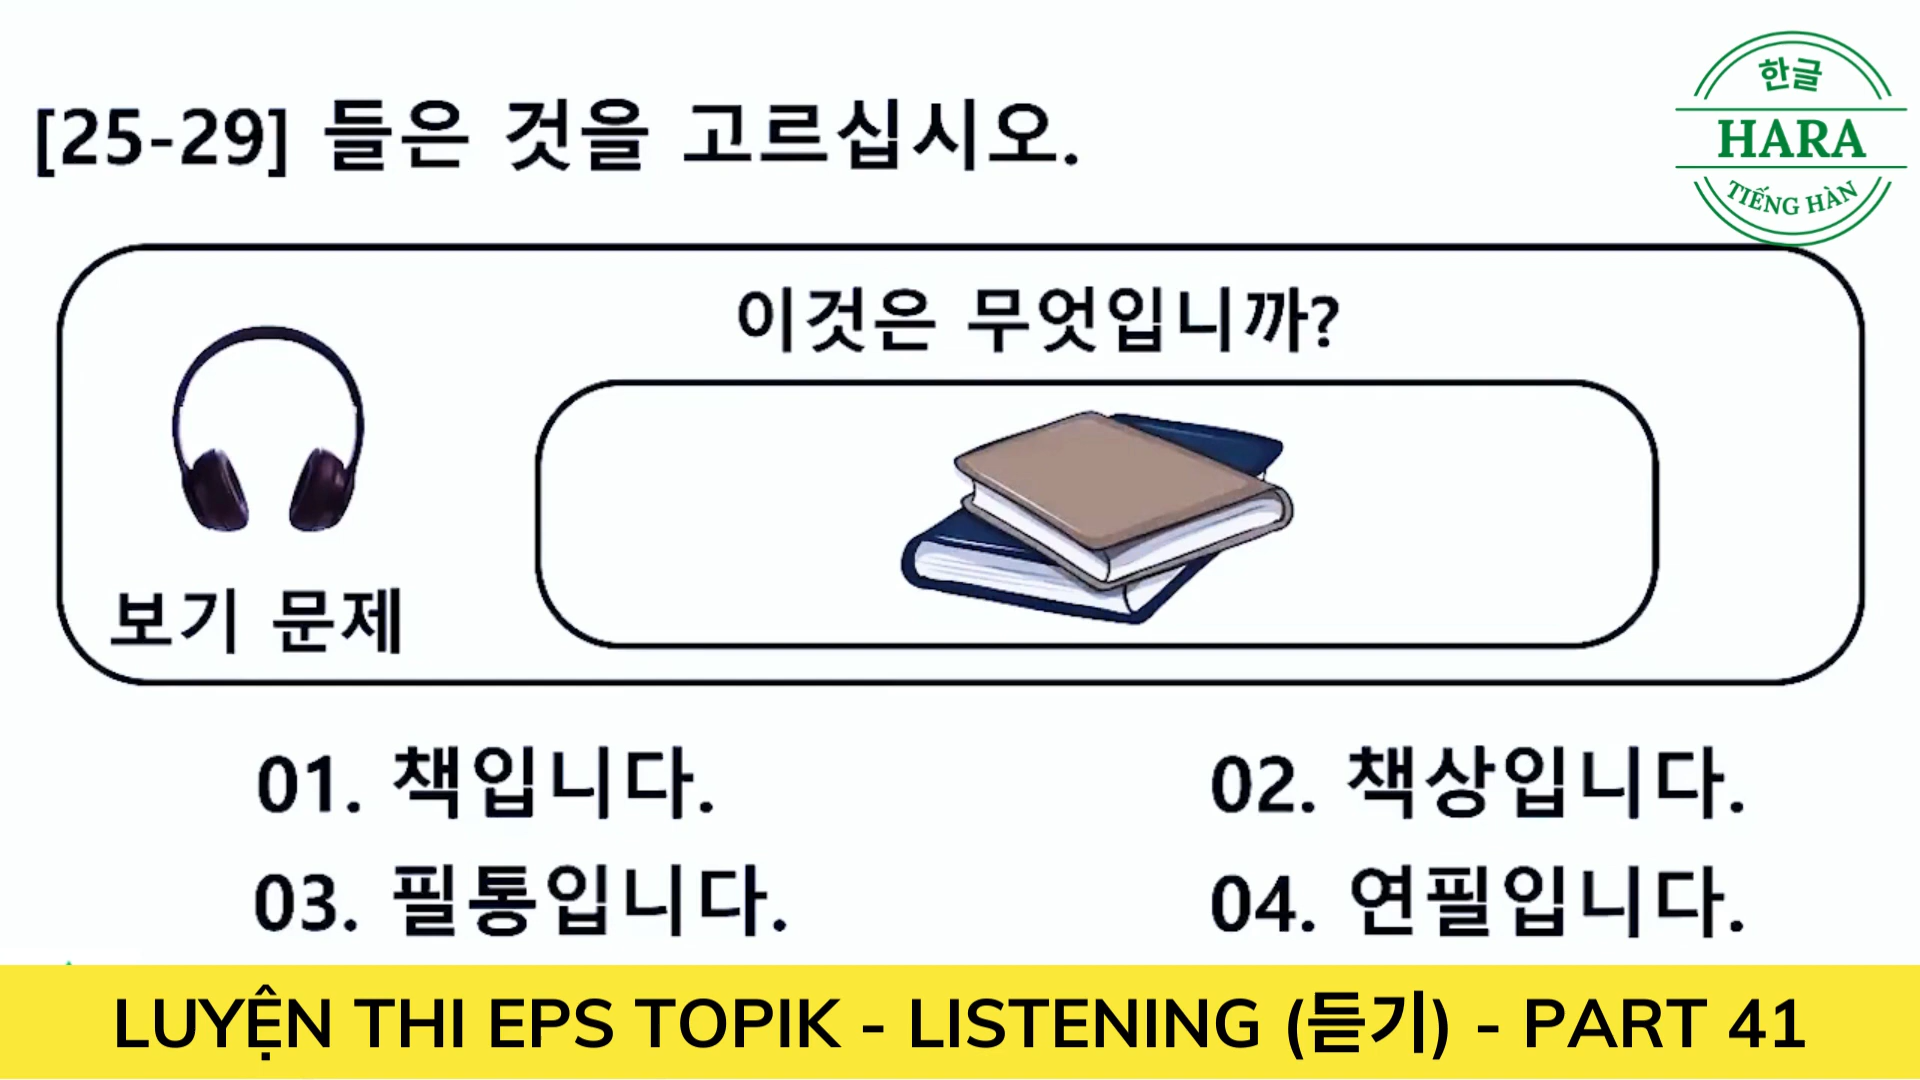 한글
HARA
TIẾNG HÀN
[25-29] 들은 것을 고르십시오.
이것은 무엇입니까?
보기 문제
01. 책입니다.
02. 책상입니다.
03. 필통입니다.
04. 연필입니다.
LUYỆN THI EPS TOPIK - LISTENING (듣기) - PART 41